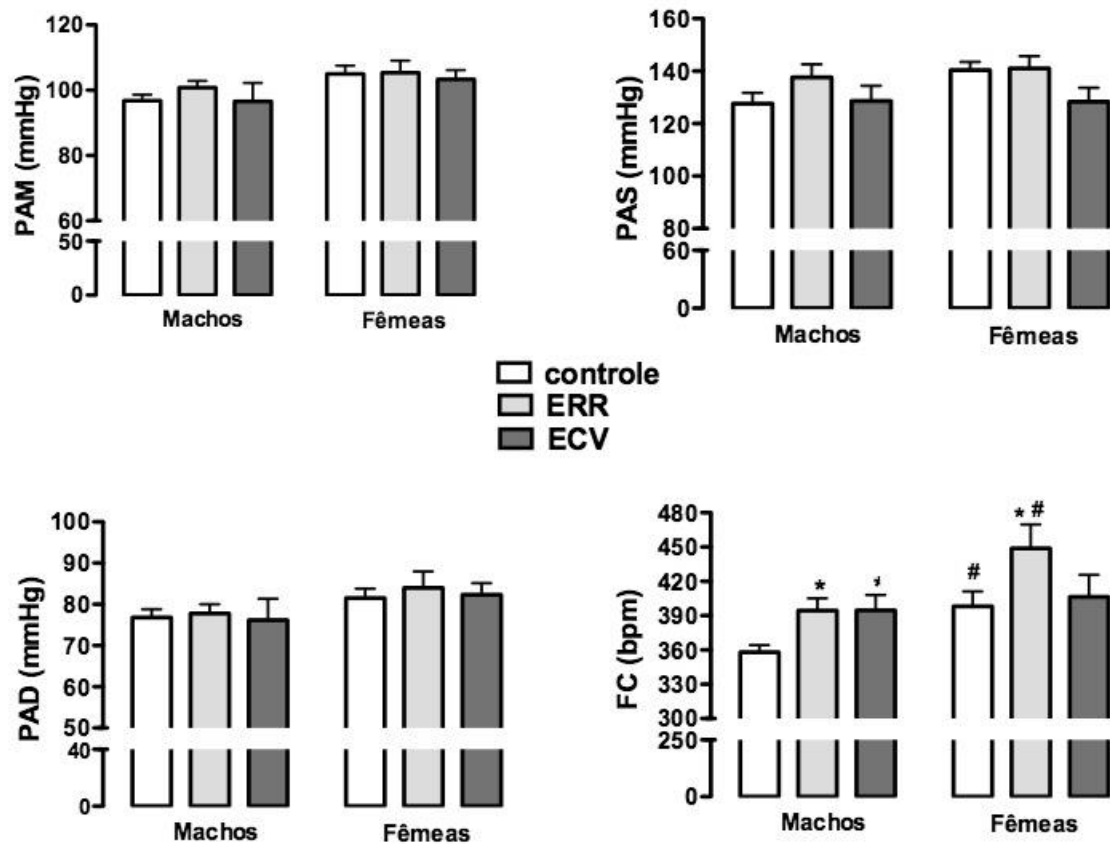 PAM (mmHg)
120
100
80
60
50
0
Machos
Fêmeas
PAS (mmHg)
160
140
120
100
80
60
0
Machos
Fêmeas
controle
ERR
ECV
PAD (mmHg)
100
90
80
70
60
50
40
0
Machos
Fêmeas
FC (bpm)
480
450
420
390
360
330
300
250
0
*
*
#
* #
Machos
Fêmeas